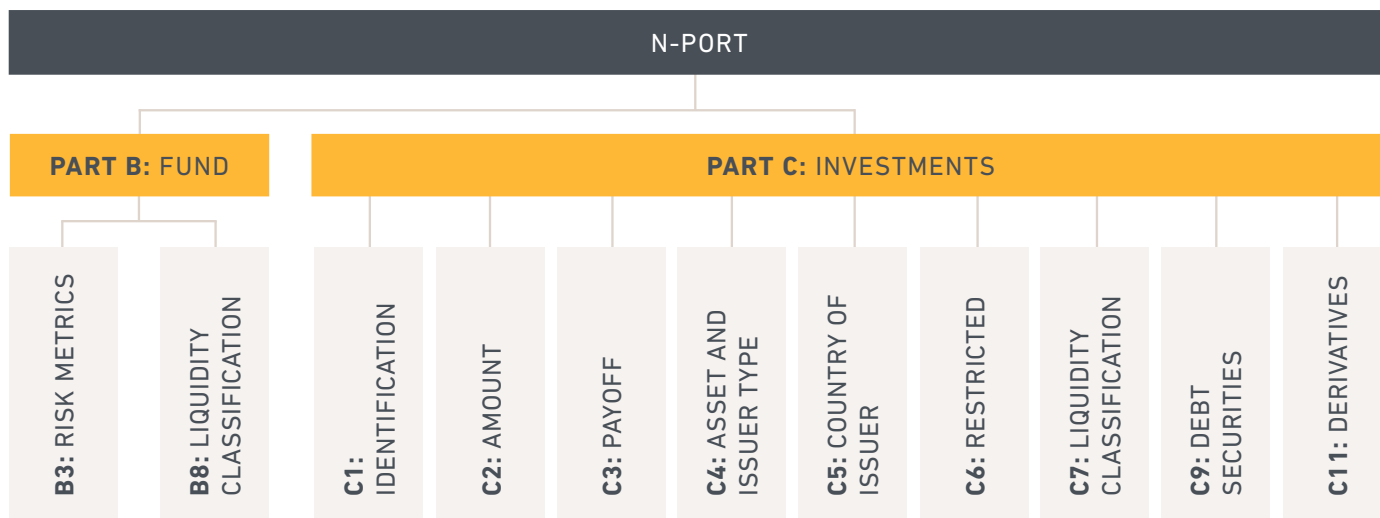 N-PORT
PART B: FUND
PART C: INVESTMENTS
B3: RISK METRICS
B8: LIQUIDITY
CLASSIFICATION
C1:
IDENTIFICATION
C2: AMOUNT
C3: PAYOFF
C4: ASSET AND
ISSUER TYPE
C5: COUNTRY OF
ISSUER
C6: RESTRICTED
C7: LIQUIDITY
CLASSIFICATION
C9: DEBT
SECURITIES
C11: DERIVATIVES